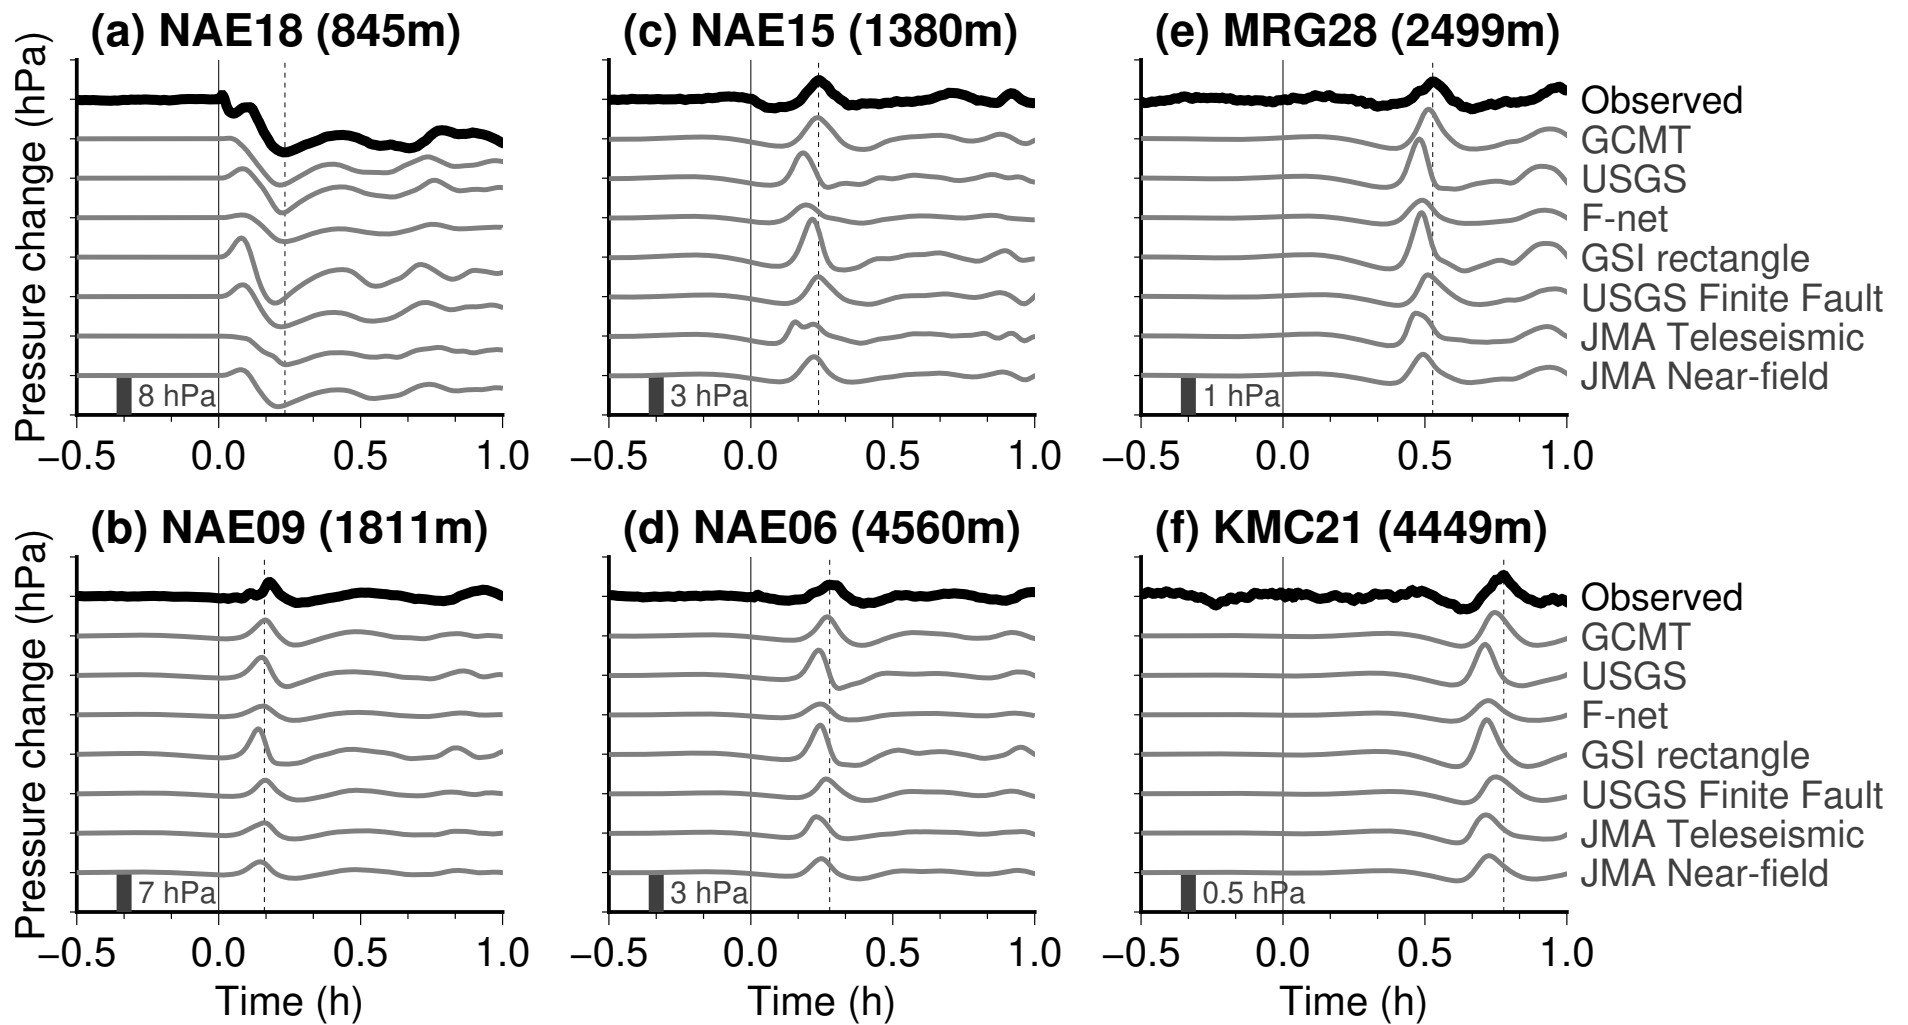 (a) NAE18 (845m)
Pressure change (hPa)
8 hPa
−0.5 0.0 0.5 1.0
(c) NAE15 (1380m)
3 hPa
−0.5 0.0 0.5 1.0
(e) MRG28 (2499m)
1 hPa
−0.5 0.0 0.5 1.0
Observed
GCMT
USGS
F-net
GSI rectangle
USGS Finite Fault
JMA Teleseismic
JMA Near-field
(b) NAE09 (1811m)
Pressure change (hPa)
7 hPa
−0.5 0.0 0.5 1.0
Time (h)
(d) NAE06 (4560m)
3 hPa
−0.5 0.0 0.5 1.0
Time (h)
(f) KMC21 (4449m)
0.5 hPa
−0.5 0.0 0.5 1.0
Time (h)
Observed
GCMT
USGS
F-net
GSI rectangle
USGS Finite Fault
JMA Teleseismic
JMA Near-field